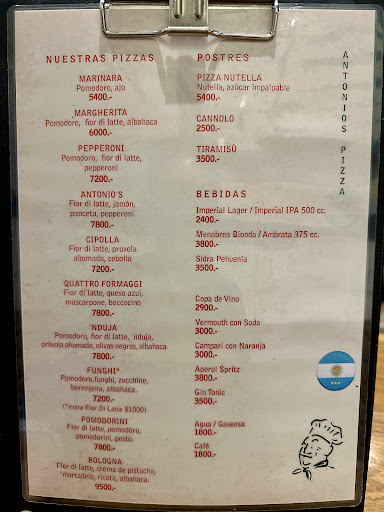 NUESTRAS PIZZAS
MARINARA
Pomodoro, ajo
5400.-
MARGHERITA
Pomodoro, fior di latte, albahaca
6000.-
PEPPERONI
Pomodoro, fior di latte,
pepperoni
7200.-
ANTONIO'S
Fior di latte, jamón,
panceta, pepperoni
7800.-
CIPOLLA
Fior di latte, provola
ahumada, cebolla
7200.-
QUATTRO FORMAGGI
Fior di latte, queso azul,
mascarpone, boccocino
7800.-
'NDUJA
Pomodoro, fior di latte, 'nduja,
próvola ahumada, olivas negras, albahaca
7800.-
FUNGHI*
Pomodoro,funghi, zucchine,
berenjena, albahaca.
7200.-
(*extra Fior Di Latte $1000)
POMODORINI
Fior di latte, pomodoro,
pomodorini, pesto.
7800.-
BOLOGNA
Fior di latte, crema de pistacho,
martadela, ricota, albahaca.
9500.-
POSTRES
PIZZA NUTELLA
Nutella, azúcar impalpable
5400.-
CANNOLO
2500.-
TIRAMISÙ
3500.-
BEBIDAS
Imperial Lager / Imperial IPA 500 cc.
2400.-
Menabrea Bionda / Ambrata 375 cc.
3800.-
Sidra Pehuenia
3500.-
Copa de Vino
2900.-
Vermouth con Soda
3000.-
Campari con Naranja
3000.-
Aperol Spritz
3800.-
Gin Tonic
3500.-
Agua / Gaseosa
1800.-
Café
1800.-
ANTONIOS PIZZA